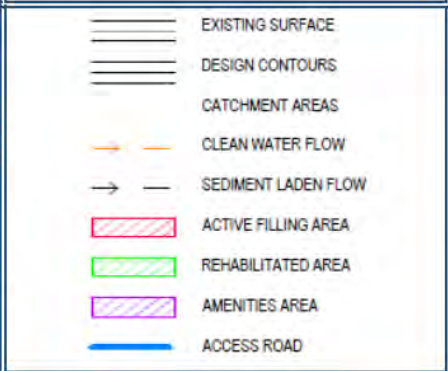 EXISTING SURFACE
DESIGN CONTOURS
CATCHMENT AREAS
CLEAN WATER FLOW
SEDIMENT LADEN FLOW
ACTIVE FILLING AREA
REHABILITATED AREA
AMENITIES AREA
ACCESS ROAD